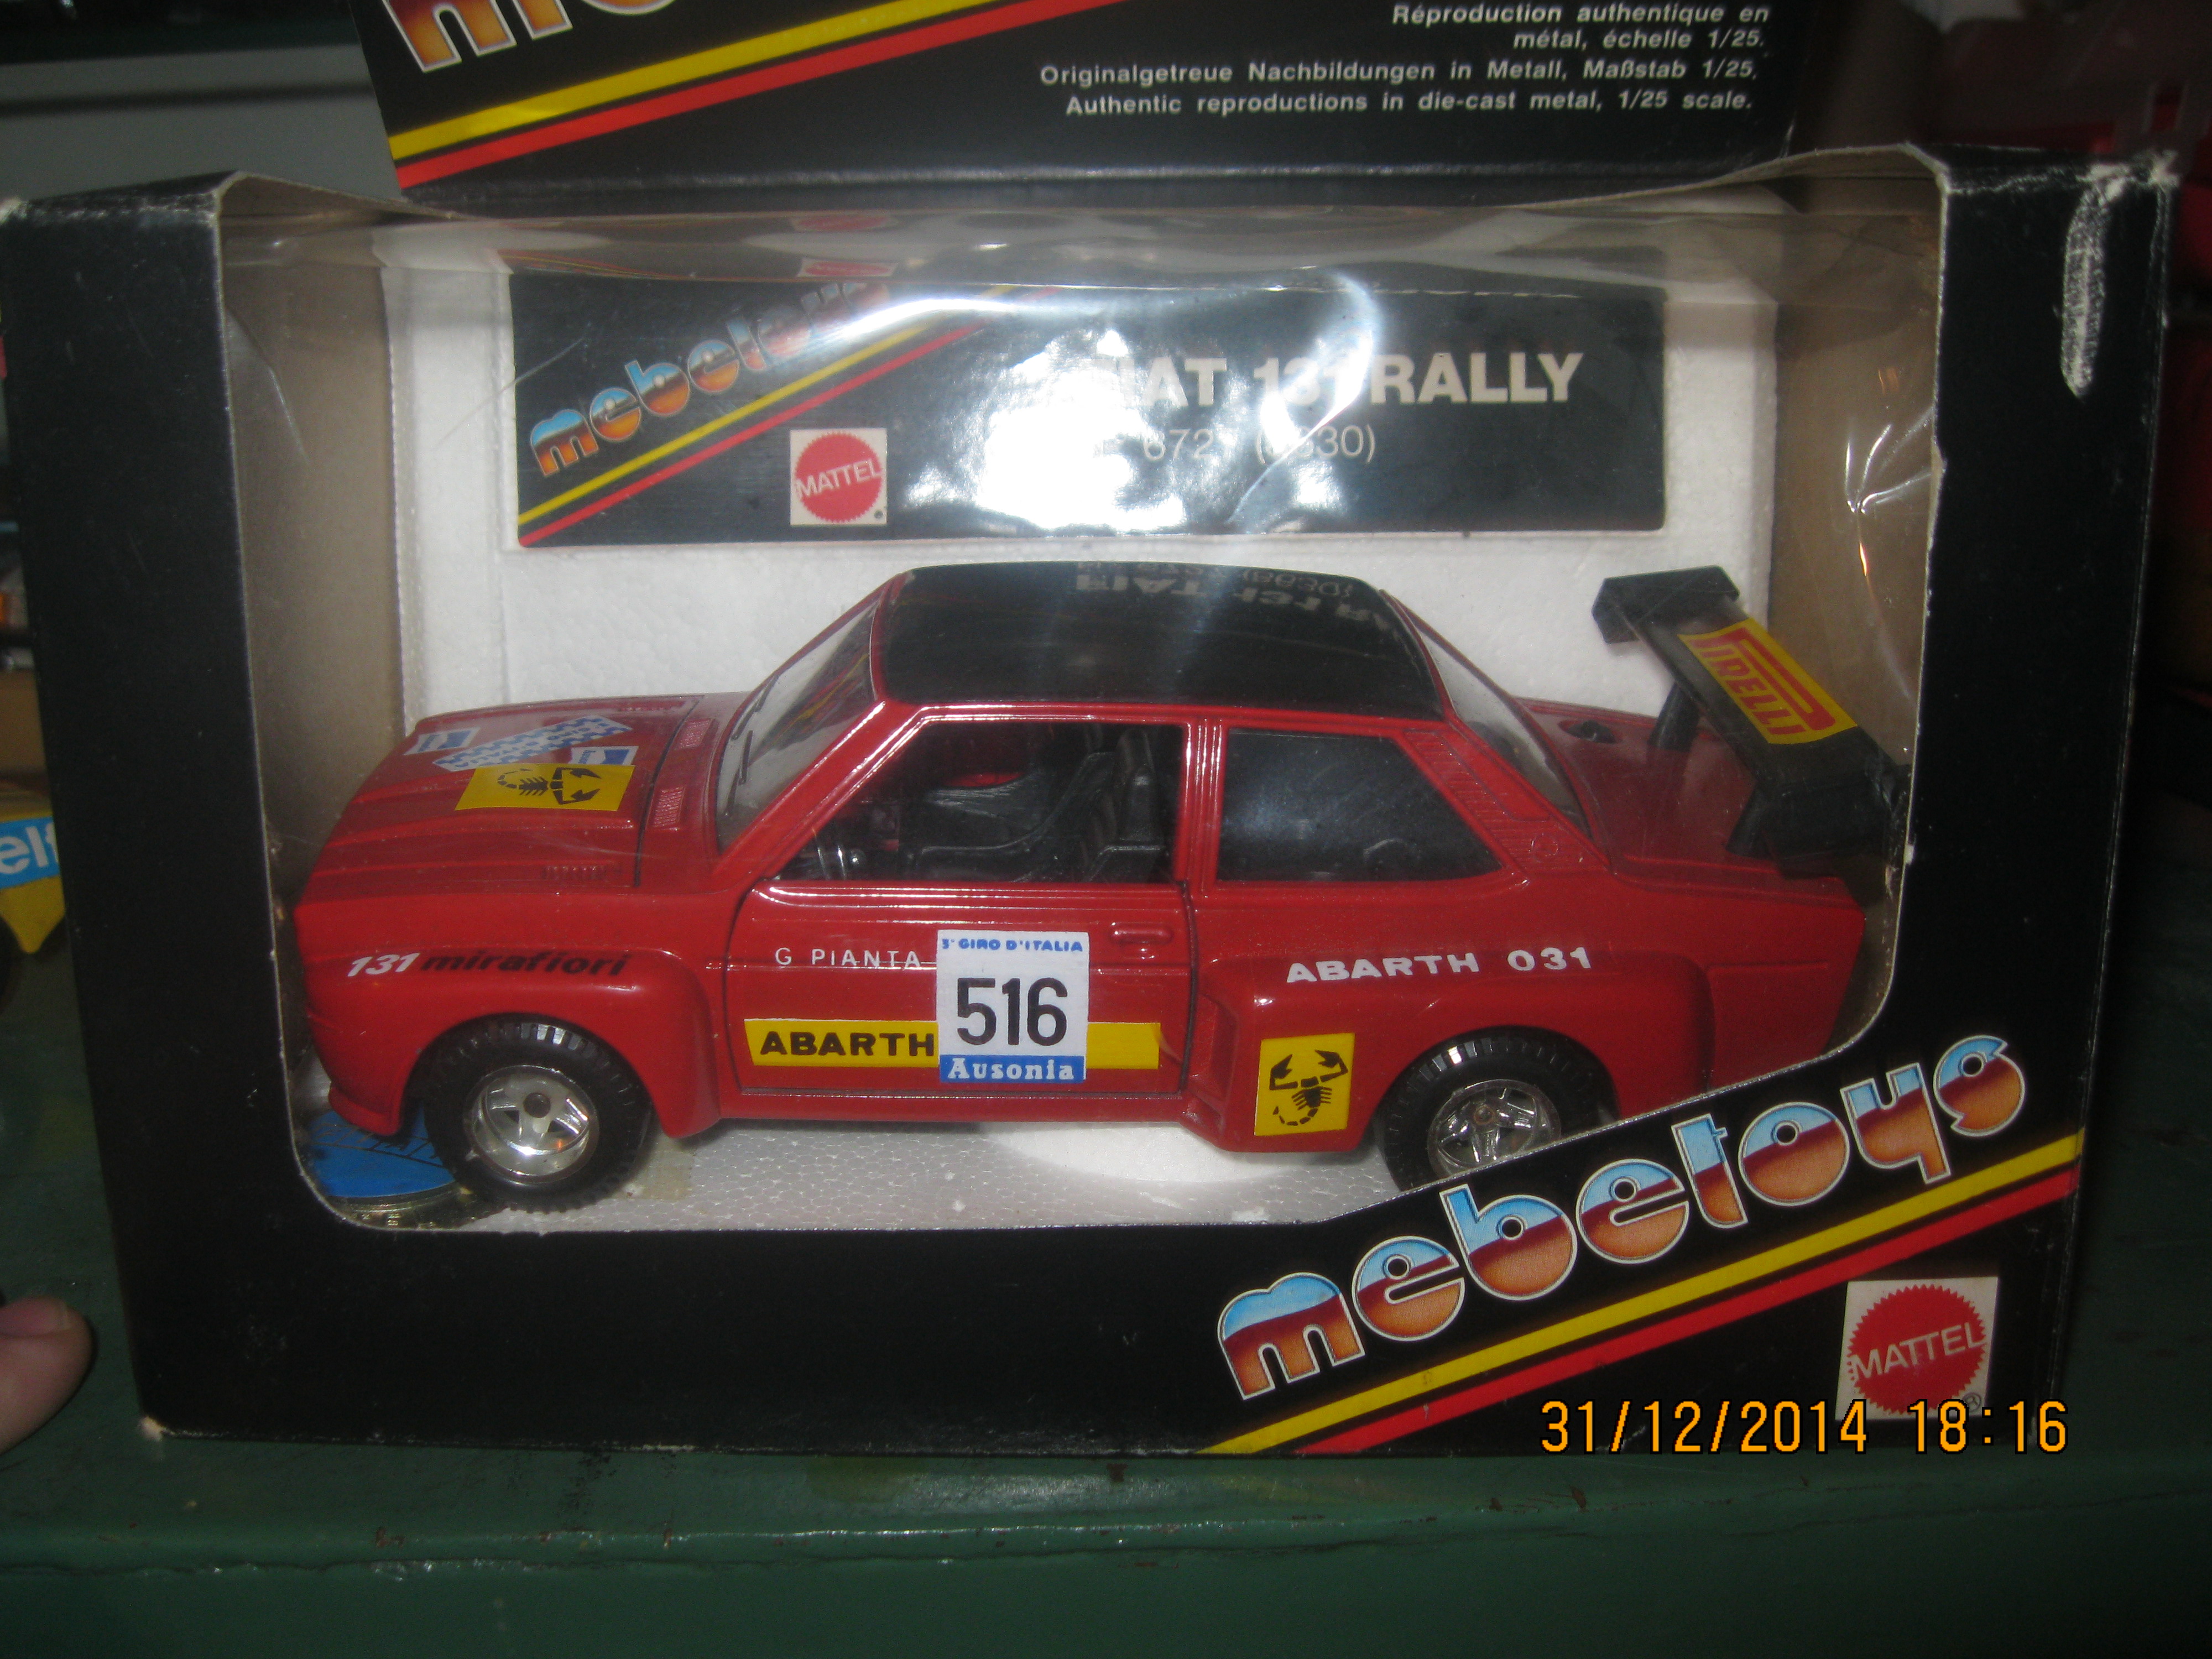 Réproduction authentique en
métal, échelle 1/25.
Originalgetreue Nachbildungen in Metall, Maßstab 1/25.
Authentic reproductions in die-cast metal, 1/25 scale.
mebetoys
FIAT 131 RALLY
MATTEL
PIRELLI
131 mirafiori
G PIANTA
3° GIRO D'ITALIA
516
Ausonia
ABARTH
ABARTH 031
mebetoys
MATTEL
31/12/2014 18:16